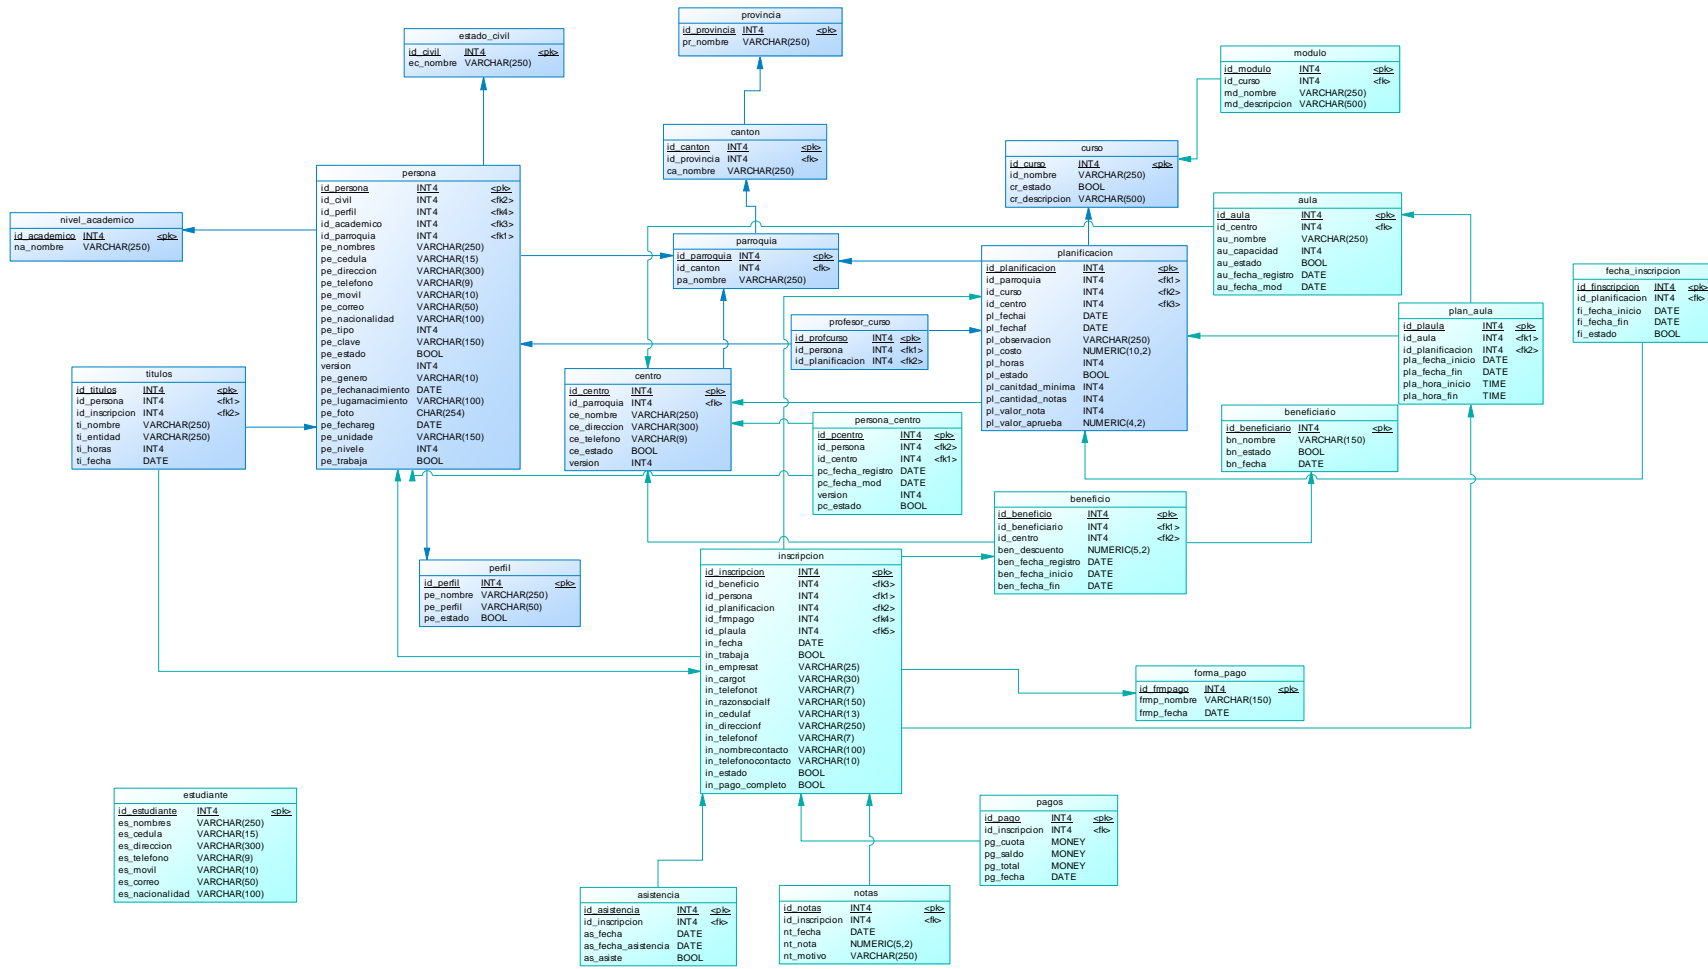 provincia
id_provincia INT4 <pk>
pr_nombre VARCHAR(250)
estado_civil
id_civil INT4 <pk>
ec_nombre VARCHAR(250)
modulo
id_modulo INT4 <pk>
id_curso INT4 <fk>
md_nombre VARCHAR(250)
md_descripcion VARCHAR(500)
canton
id_canton INT4 <pk>
id_provincia INT4 <fk>
ca_nombre VARCHAR(250)
curso
id_curso INT4 <pk>
id_nombre VARCHAR(250)
cr_estado BOOL
cr_descripcion VARCHAR(500)
persona
id_persona INT4 <pk>
id_civil INT4 <fk2>
id_perfil INT4 <fk4>
id_academico INT4 <fk3>
id_parroquia INT4 <fk1>
pe_nombres VARCHAR(250)
pe_cedula VARCHAR(15)
pe_direccion VARCHAR(300)
pe_telefono VARCHAR(9)
pe_movil VARCHAR(10)
pe_correo VARCHAR(50)
pe_nacionalidad VARCHAR(100)
pe_tipo INT4
pe_clave VARCHAR(150)
pe_estado BOOL
version INT4
pe_genero VARCHAR(10)
pe_fechanacimiento DATE
pe_lugarnacimiento VARCHAR(100)
pe_foto CHAR(254)
pe_fechareg DATE
pe_unidade VARCHAR(150)
pe_nivele INT4
pe_trabaja BOOL
nivel_academico
id_academico INT4 <pk>
na_nombre VARCHAR(250)
aula
id_aula INT4 <pk>
id_centro INT4 <fk>
au_nombre VARCHAR(250)
au_capacidad INT4
au_estado BOOL
au_fecha_registro DATE
au_fecha_mod DATE
parroquia
id_parroquia INT4 <pk>
id_canton INT4 <fk>
pa_nombre VARCHAR(250)
planificacion
id_planificacion INT4 <pk>
id_parroquia INT4 <fk1>
id_curso INT4 <fk2>
id_centro INT4 <fk3>
pl_fechai DATE
pl_fechaf DATE
pl_observacion VARCHAR(250)
pl_costo NUMERIC(10,2)
pl_horas INT4
pl_estado BOOL
pl_canitdad_minima INT4
pl_cantidad_notas INT4
pl_valor_nota INT4
pl_valor_aprueba NUMERIC(4,2)
fecha_inscripcion
id_finscripcion INT4 <pk>
id_planificacion INT4 <fk>
fi_fecha_inicio DATE
fi_fecha_fin DATE
fi_estado BOOL
plan_aula
id_plaula INT4 <pk>
id_aula INT4 <fk1>
id_planificacion INT4 <fk2>
pla_fecha_inicio DATE
pla_fecha_fin DATE
pla_hora_inicio TIME
pla_hora_fin TIME
profesor_curso
id_profcurso INT4 <pk>
id_persona INT4 <fk1>
id_planificacion INT4 <fk2>
titulos
id_titulos INT4 <pk>
id_persona INT4 <fk1>
id_inscripcion INT4 <fk2>
ti_nombre VARCHAR(250)
ti_entidad VARCHAR(250)
ti_horas INT4
ti_fecha DATE
centro
id_centro INT4 <pk>
id_parroquia INT4 <fk>
ce_nombre VARCHAR(250)
ce_direccion VARCHAR(300)
ce_telefono VARCHAR(9)
ce_estado BOOL
version INT4
persona_centro
id_pcentro INT4 <pk>
id_persona INT4 <fk2>
id_centro INT4 <fk1>
pc_fecha_registro DATE
pc_fecha_mod DATE
version INT4
pc_estado BOOL
beneficiario
id_beneficiario INT4 <pk>
bn_nombre VARCHAR(150)
bn_estado BOOL
bn_fecha DATE
beneficio
id_beneficio INT4 <pk>
id_beneficiario INT4 <fk1>
id_centro INT4 <fk2>
ben_descuento NUMERIC(5,2)
ben_fecha_registro DATE
ben_fecha_inicio DATE
ben_fecha_fin DATE
inscripcion
id_inscripcion INT4 <pk>
id_beneficio INT4 <fk3>
id_persona INT4 <fk1>
id_planificacion INT4 <fk2>
id_frmpago INT4 <fk4>
id_plaula INT4 <fk5>
in_fecha DATE
in_trabaja BOOL
in_empresat VARCHAR(25)
in_cargot VARCHAR(30)
in_telefonot VARCHAR(7)
in_razonsocialf VARCHAR(150)
in_cedulaf VARCHAR(13)
in_direccionf VARCHAR(250)
in_telefonof VARCHAR(7)
in_nombrecontacto VARCHAR(100)
in_telefonocontacto VARCHAR(10)
in_estado BOOL
in_pago_completo BOOL
perfil
id_perfil INT4 <pk>
pe_nombre VARCHAR(250)
pe_perfil VARCHAR(50)
pe_estado BOOL
forma_pago
id_frmpago INT4 <pk>
frmp_nombre VARCHAR(150)
frmp_fecha DATE
estudiante
id_estudiante INT4 <pk>
es_nombres VARCHAR(250)
es_cedula VARCHAR(15)
es_direccion VARCHAR(300)
es_telefono VARCHAR(9)
es_movil VARCHAR(10)
es_correo VARCHAR(50)
es_nacionalidad VARCHAR(100)
pagos
id_pago INT4 <pk>
id_inscripcion INT4 <fk>
pg_cuota MONEY
pg_saldo MONEY
pg_total MONEY
pg_fecha DATE
asistencia
id_asistencia INT4 <pk>
id_inscripcion INT4 <fk>
as_fecha DATE
as_fecha_asistencia DATE
as_asiste BOOL
notas
id_notas INT4 <pk>
id_inscripcion INT4 <fk>
nt_fecha DATE
nt_nota NUMERIC(5,2)
nt_motivo VARCHAR(250)